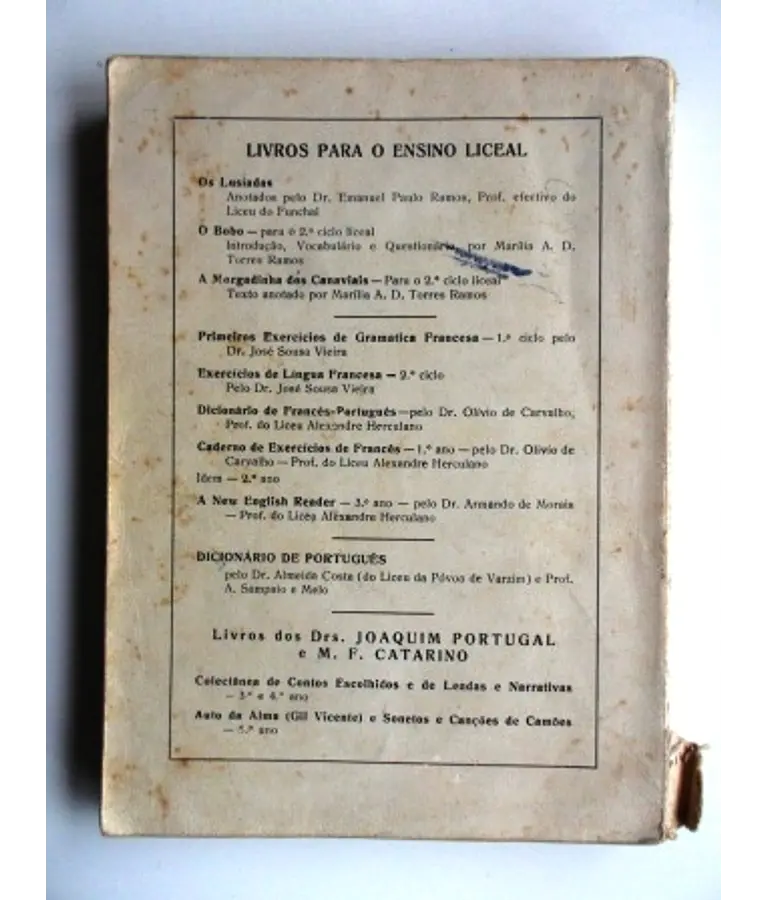 LIVROS PARA O ENSINO LICEAL
Os Lusíadas
Anotados pelo Dr. Emanuel Paulo Ramos, Prof. efectivo do
Liceu do Funchal
O Bobo — para o 2.º ciclo liceal
Introdução, Vocabulário e Questionário, por Marília A. D.
Torres Ramos
A Morgadinha dos Canaviais — Para o 2.º ciclo liceal
Texto anotado por Marília A. D. Torres Ramos
Primeiros Exercícios de Gramática Francesa — 1.º ciclo pelo
Dr. José Sousa Vieira
Exercícios de Língua Francesa — 2.º ciclo
Pelo Dr. José Sousa Vieira
Dicionário de Francês-Português — pelo Dr. Olívio de Carvalho,
Prof. do Liceu Alexandre Herculano
Caderno de Exercícios de Francês — 1.º ano — pelo Dr. Olívio de
Carvalho — Prof. do Liceu Alexandre Herculano
Idem — 2.º ano
A New English Reader — 3.º ano — pelo Dr. Armando de Morais
— Prof. do Liceu Alexandre Herculano
DICIONÁRIO DE PORTUGUÊS
pelo Dr. Almeida Costa (do Liceu da Póvoa de Varzim) e Prof.
A. Sampaio e Melo
Livros dos Drs. JOAQUIM PORTUGAL
e M. F. CATARINO
Colectânea de Contos Escolhidos e de Lendas e Narrativas
— 3.º e 4.º ano
Auto da Alma (Gil Vicente) e Sonetos e Canções de Camões
— 5.º ano